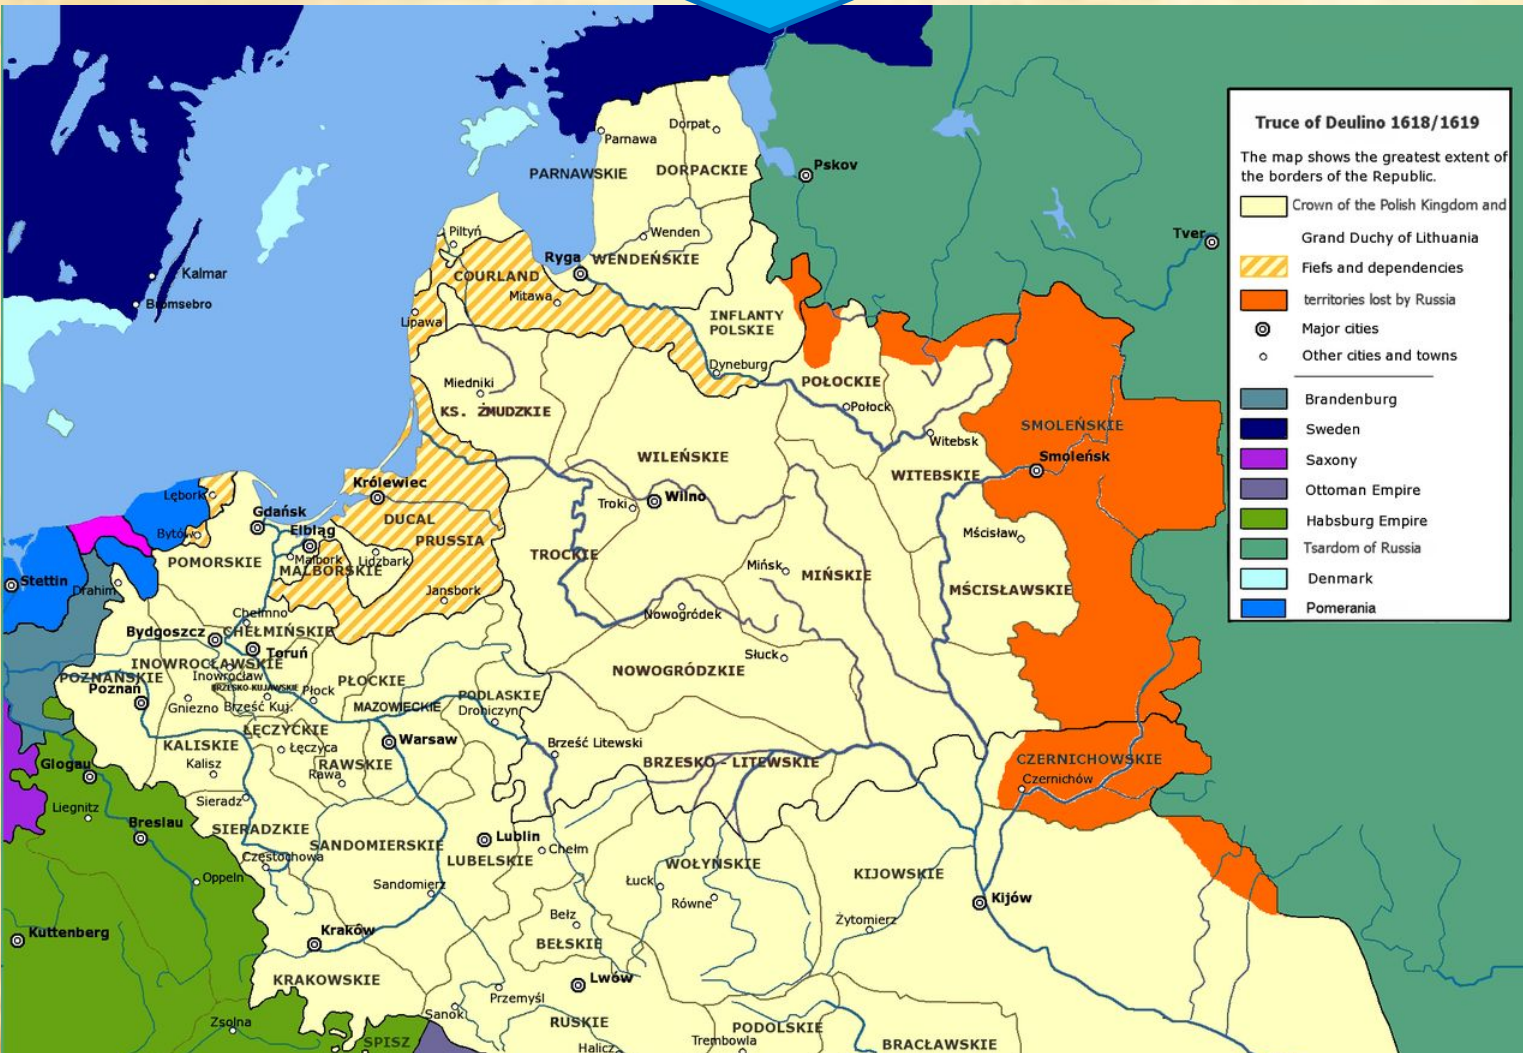 Parnawa
Dorpat
DORPACKIE
PARNAWSKIE
Pskov
Piltyń
Wenden
WENDEŃSKIE
Ryga
COURLAND
Mitawa
Lipawa
Kalmar
Bromsebro
INFLANTY
POLSKIE
Dyneburg
Tver
Miedniki
KS. ŻMUDZKIE
POŁOCKIE
Połock
Witebsk
WITEBSKIE
SMOLEŃSKIE
Smoleńsk
WILEŃSKIE
Wilno
Troki
TROCKIE
Królewiec
DUCAL
PRUSSIA
Lębork
Bytów
Gdańsk
Elbląg
Malbork
MALBORSKIE
Lidzbark
Jansbork
POMORSKIE
Stettin
Drahim
Mińsk
MIŃSKIE
Mścisław
MŚCISŁAWSKIE
Nowogródek
Słuck
NOWOGRÓDZKIE
Chełmno
CHEŁMIŃSKIE
Bydgoszcz
Toruń
INOWROCŁAWSKIE
Inowrocław
POZNAŃSKIE
Poznań
Gniezno
BRZESKO-KUJAWSKIE
Brześć Kuj.
Płock
PŁOCKIE
MAZOWIECKIE
PODLASKIE
Drohiczyn
ŁĘCZYCKIE
Łęczyca
Warsaw
KALISKIE
Kalisz
RAWSKIE
Rawa
Brześć Litewski
BRZESKO - LITEWSKIE
CZERNICHOWSKIE
Czernichów
Glogau
Liegnitz
Breslau
Sieradz
SIERADZKIE
Częstochowa
Oppeln
SANDOMIERSKIE
Sandomierz
Lublin
LUBELSKIE
Chełm
WOŁYŃSKIE
Łuck
Równe
KIJOWSKIE
Kijów
Żytomierz
Kuttenberg
Kraków
KRAKOWSKIE
Bełz
BEŁSKIE
Lwów
Przemyśl
Sanok
RUSKIE
Halicz
Trembowla
PODOLSKIE
BRACŁAWSKIE
Zsolna
SPISZ
Truce of Deulino 1618/1619
The map shows the greatest extent of
the borders of the Republic.
Crown of the Polish Kingdom and
Grand Duchy of Lithuania
Fiefs and dependencies
territories lost by Russia
Major cities
Other cities and towns
Brandenburg
Sweden
Saxony
Ottoman Empire
Habsburg Empire
Tsardom of Russia
Denmark
Pomerania